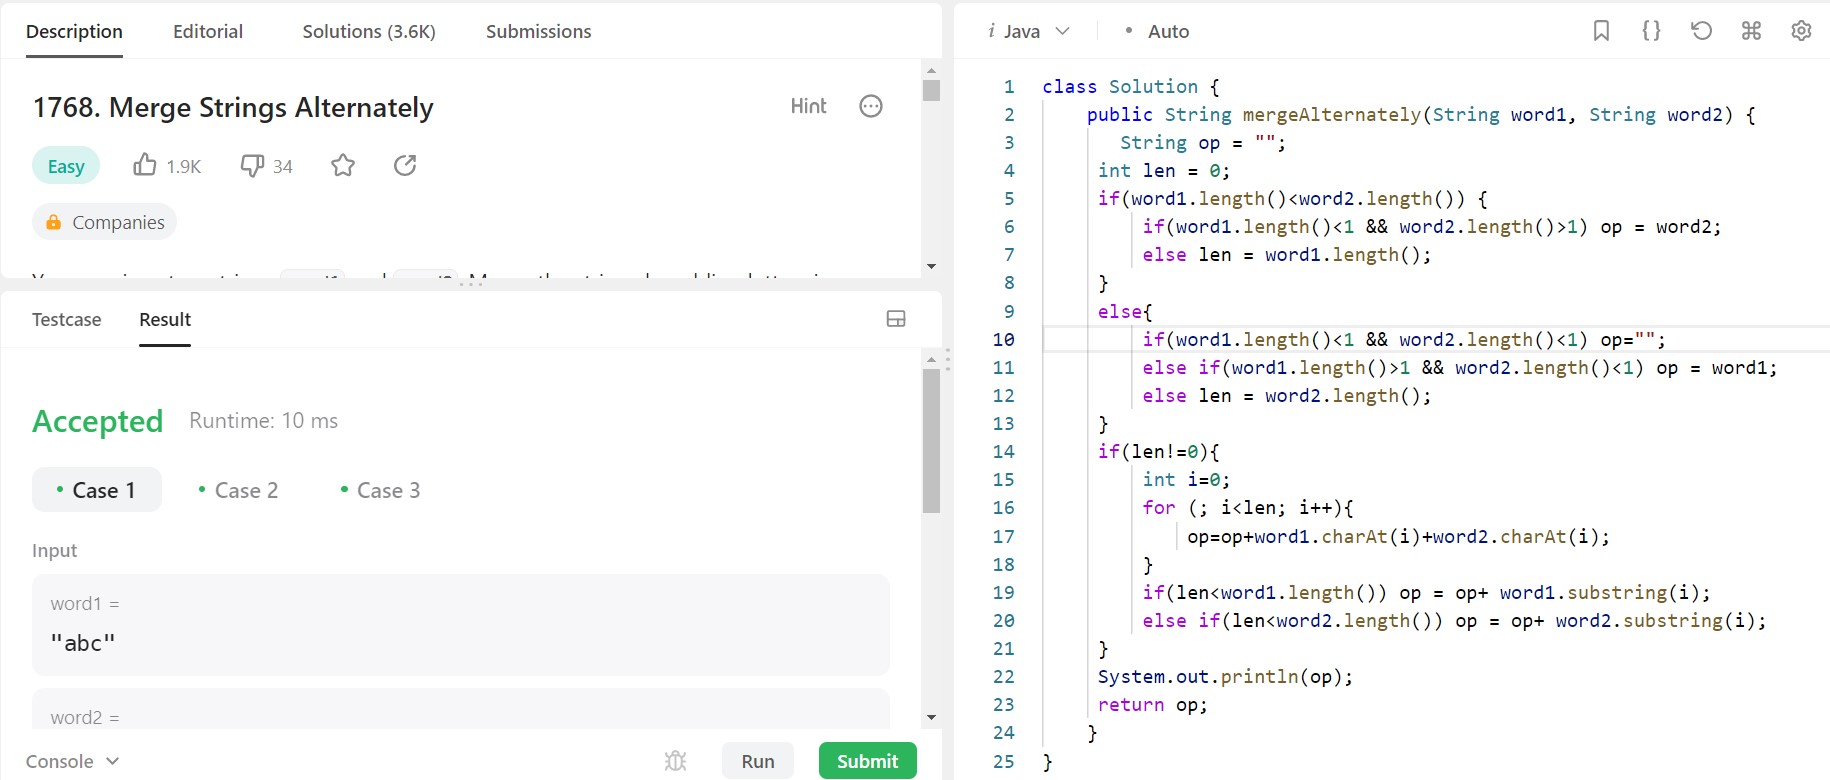 Description Editorial Solutions (3.6K) Submissions
1768. Merge Strings Alternately
Hint
Easy 1.9K 34
Companies
Testcase Result
Accepted Runtime: 10 ms
Case 1 Case 2 Case 3
Input
word1 =
"abc"
word2 =
Console Run Submit
i Java Auto
1 class Solution {
2 public String mergeAlternately(String word1, String word2) {
3 String op = "";
4 int len = 0;
5 if(word1.length()<word2.length()) {
6 if(word1.length()<1 && word2.length()>1) op = word2;
7 else len = word1.length();
8 }
9 else{
10 if(word1.length()<1 && word2.length()<1) op="";
11 else if(word1.length()>1 && word2.length()<1) op = word1;
12 else len = word2.length();
13 }
14 if(len!=0){
15 int i=0;
16 for (; i<len; i++){
17 op=op+word1.charAt(i)+word2.charAt(i);
18 }
19 if(len<word1.length()) op = op+ word1.substring(i);
20 else if(len<word2.length()) op = op+ word2.substring(i);
21 }
22 System.out.println(op);
23 return op;
24 }
25 }